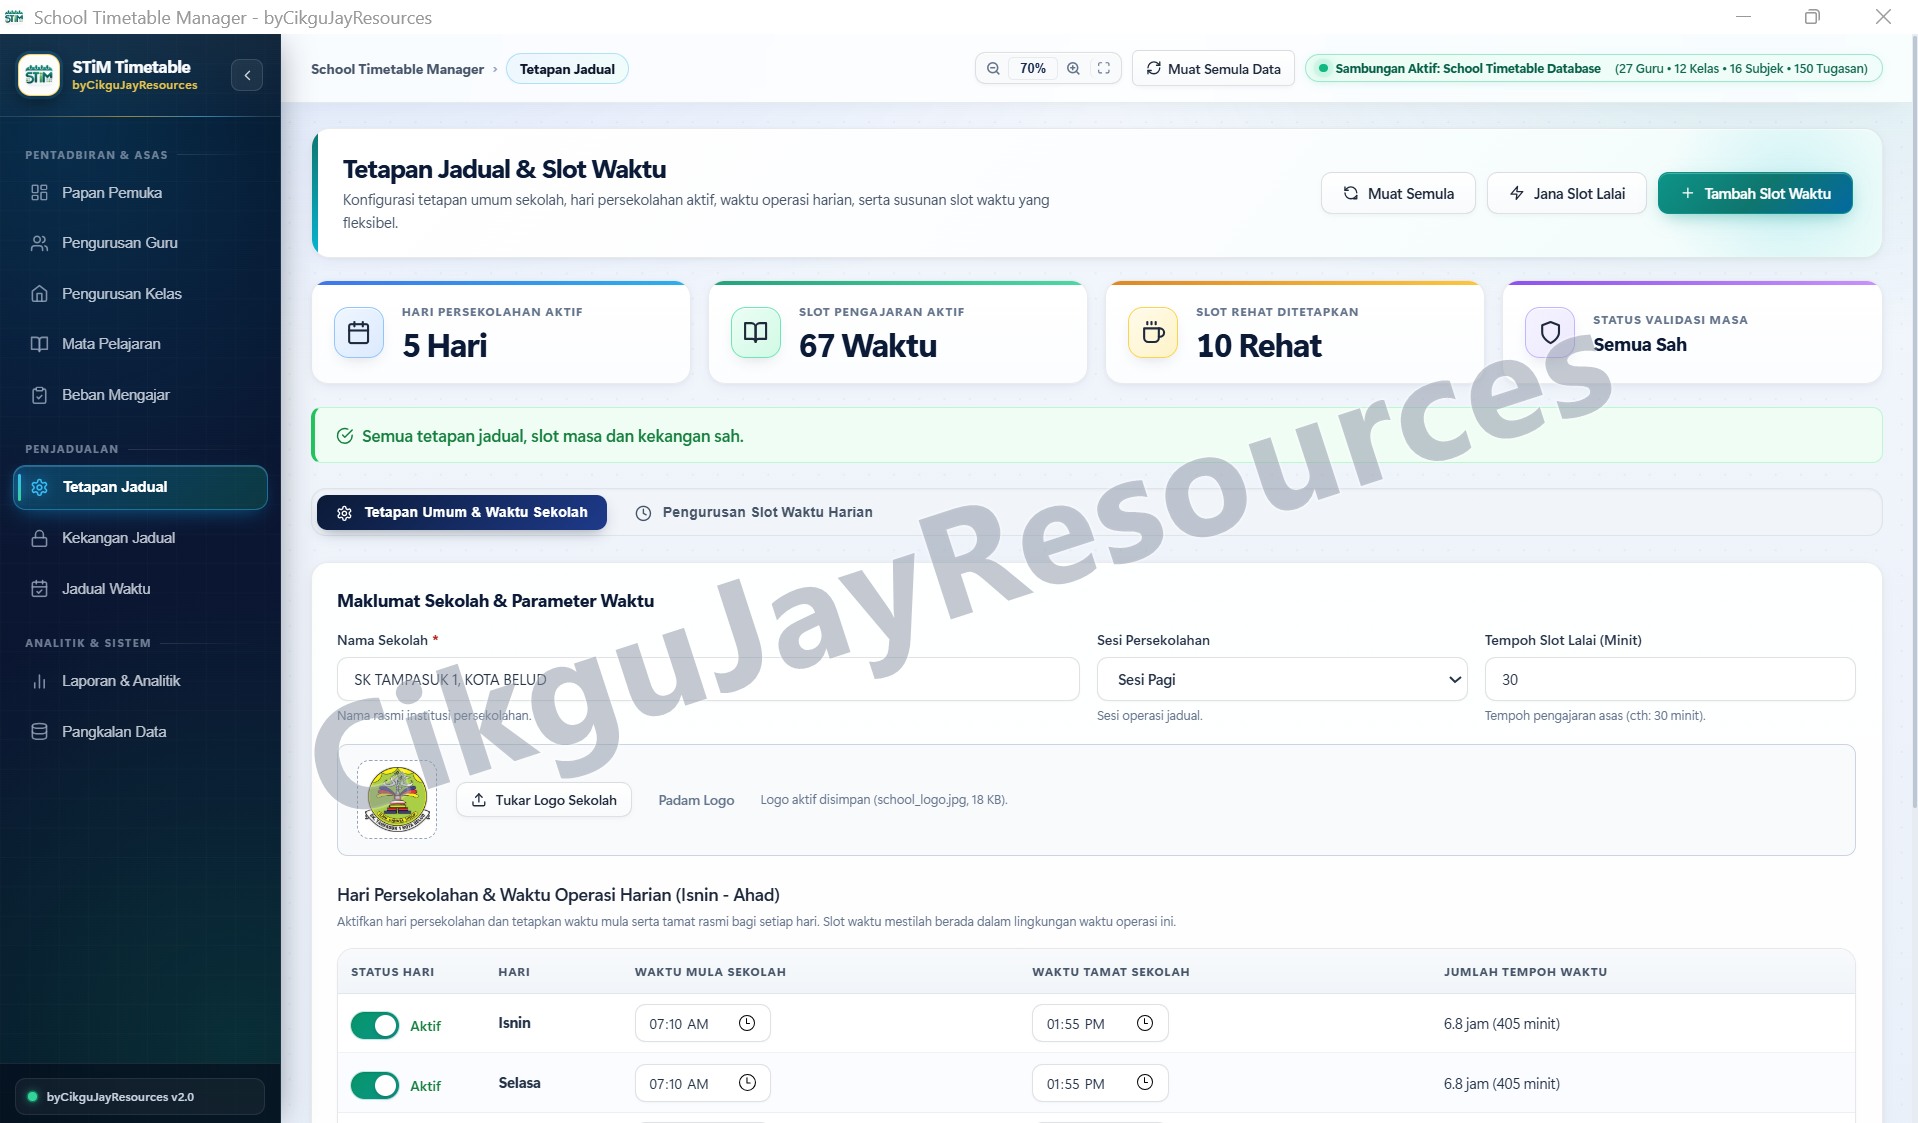 School Timetable Manager - byCikguJayResources
STiM Timetable
byCikguJayResources
School Timetable Manager › Tetapan Jadual
70%
Muat Semula Data
Sambungan Aktif: School Timetable Database (27 Guru • 12 Kelas • 16 Subjek • 150 Tugasan)
PENTADBIRAN & ASAS
Papan Pemuka
Pengurusan Guru
Pengurusan Kelas
Mata Pelajaran
Beban Mengajar
PENJADUALAN
Tetapan Jadual
Kekangan Jadual
Jadual Waktu
ANALITIK & SISTEM
Laporan & Analitik
Pangkalan Data
byCikguJayResources v2.0
Tetapan Jadual & Slot Waktu
Konfigurasi tetapan umum sekolah, hari persekolahan aktif, waktu operasi harian, serta susunan slot waktu yang
fleksibel.
Muat Semula
Jana Slot Lalai
+ Tambah Slot Waktu
HARI PERSEKOLAHAN AKTIF
5 Hari
SLOT PENGAJARAN AKTIF
67 Waktu
SLOT REHAT DITETAPKAN
10 Rehat
STATUS VALIDASI MASA
Semua Sah
Semua tetapan jadual, slot masa dan kekangan sah.
Tetapan Umum & Waktu Sekolah
Pengurusan Slot Waktu Harian
Maklumat Sekolah & Parameter Waktu
Nama Sekolah *
SK TAMPASUK 1, KOTA BELUD
Nama rasmi institusi persekolahan.
Sesi Persekolahan
Sesi Pagi
Sesi operasi jadual.
Tempoh Slot Lalai (Minit)
30
Tempoh pengajaran asas (cth: 30 minit).
Tukar Logo Sekolah
Padam Logo
Logo aktif disimpan (school_logo.jpg, 18 KB).
Hari Persekolahan & Waktu Operasi Harian (Isnin - Ahad)
Aktifkan hari persekolahan dan tetapkan waktu mula serta tamat rasmi bagi setiap hari. Slot waktu mestilah berada dalam lingkungan waktu operasi ini.
STATUS HARI HARI WAKTU MULA SEKOLAH WAKTU TAMAT SEKOLAH JUMLAH TEMPOH WAKTU
Aktif Isnin 07:10 AM 01:55 PM 6.8 jam (405 minit)
Aktif Selasa 07:10 AM 01:55 PM 6.8 jam (405 minit)
CikguJayResources